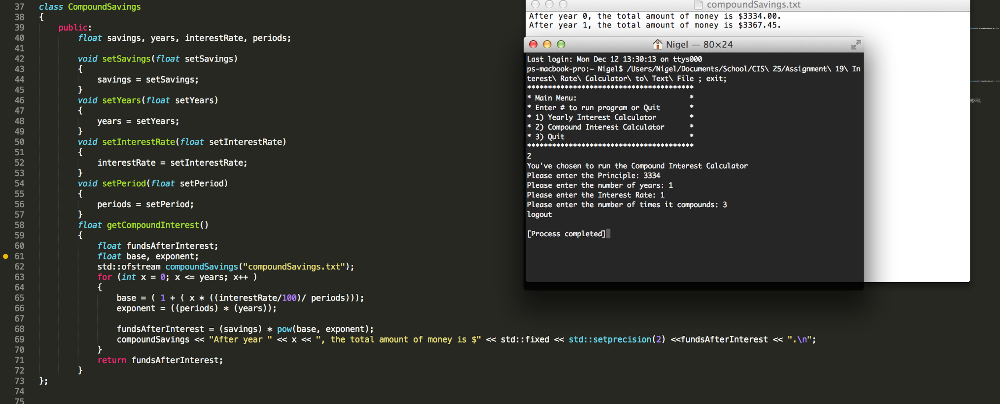 37 class CompoundSavings
38 {
39 public:
40 float savings, years, interestRate, periods;
41
42 void setSavings(float setSavings)
43 {
44 savings = setSavings;
45 }
46 void setYears(float setYears)
47 {
48 years = setYears;
49 }
50 void setInterestRate(float setInterestRate)
51 {
52 interestRate = setInterestRate;
53 }
54 void setPeriod(float setPeriod)
55 {
56 periods = setPeriod;
57 }
58 float getCompoundInterest()
59 {
60 float fundsAfterInterest;
61 float base, exponent;
62 std::ofstream compoundSavings("compoundSavings.txt");
63 for (int x = 0; x <= years; x++ )
64 {
65 base = ( 1 + ( x * ((interestRate/100)/ periods)));
66 exponent = ((periods) * (years));
67
68 fundsAfterInterest = (savings) * pow(base, exponent);
69 compoundSavings << "After year " << x << ", the total amount of money is $" << std::fixed << std::setprecision(2) <<fundsAfterInterest << ".\n";
70 }
71 return fundsAfterInterest;
72 }
73 };
74
75
compoundSavings.txt
After year 0, the total amount of money is $3334.00.
After year 1, the total amount of money is $3367.45.
Nigel — 80×24
Last login: Mon Dec 12 13:30:13 on ttys000
ps-macbook-pro:~ Nigel$ /Users/Nigel/Documents/School/CIS\ 25/Assignment\ 19\ In
terest\ Rate\ Calculator\ to\ Text\ File ; exit;
****************************************
* Main Menu: *
* Enter # to run program or Quit *
* 1) Yearly Interest Calculator *
* 2) Compound Interest Calculator *
* 3) Quit *
****************************************
2
You've chosen to run the Compound Interest Calculator
Please enter the Principle: 3334
Please enter the number of years: 1
Please enter the Interest Rate: 1
Please enter the number of times it compounds: 3
logout
[Process completed]